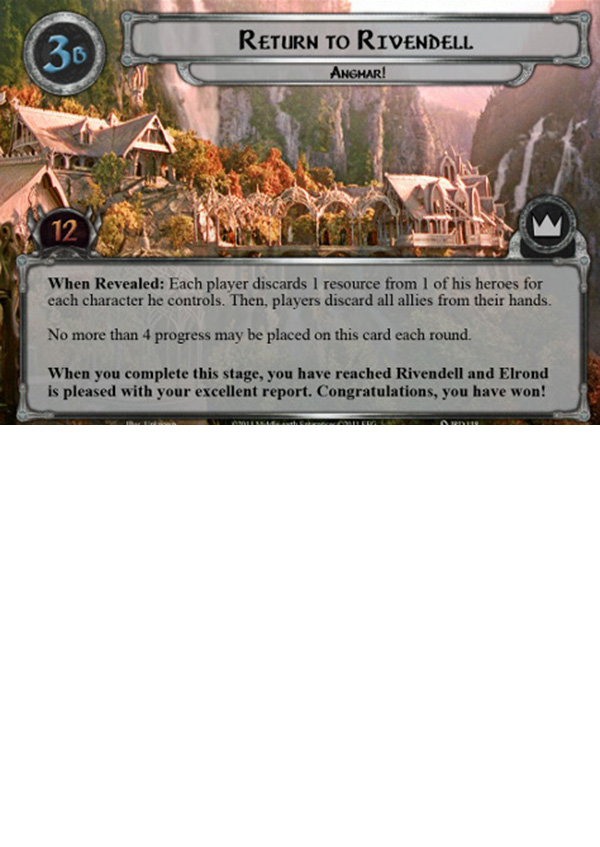 3B
RETURN TO RIVENDELL
ANGMAR!
12
When Revealed: Each player discards 1 resource from 1 of his heroes for
each character he controls. Then, players discard all allies from their hands.
No more than 4 progress may be placed on this card each round.
When you complete this stage, you have reached Rivendell and Elrond
is pleased with your excellent report. Congratulations, you have won!
Illus. Unknown